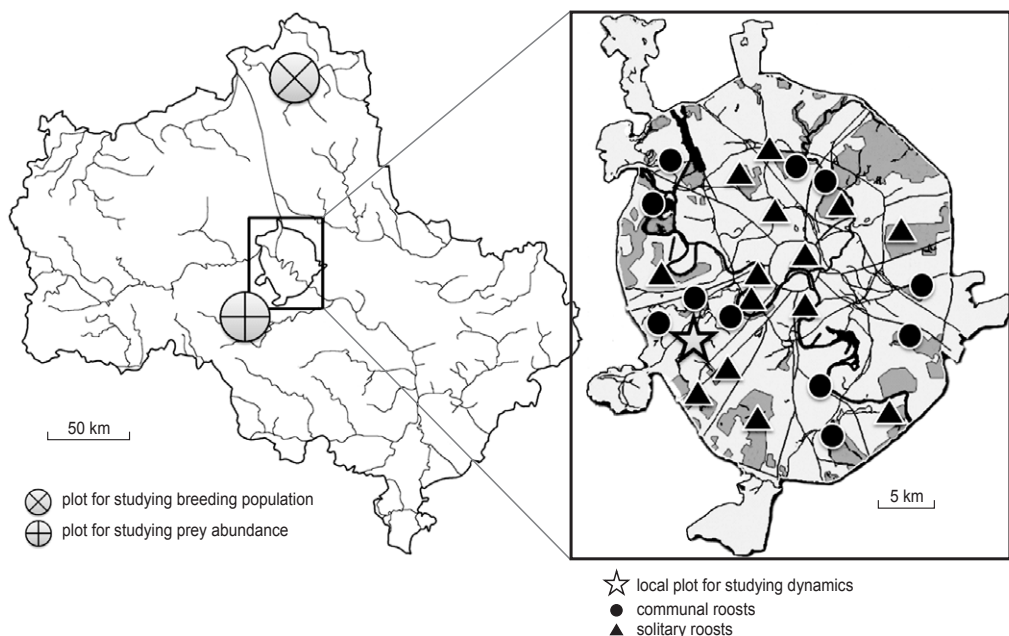 50 km
plot for studying breeding population
plot for studying prey abundance
5 km
local plot for studying dynamics
communal roosts
solitary roosts